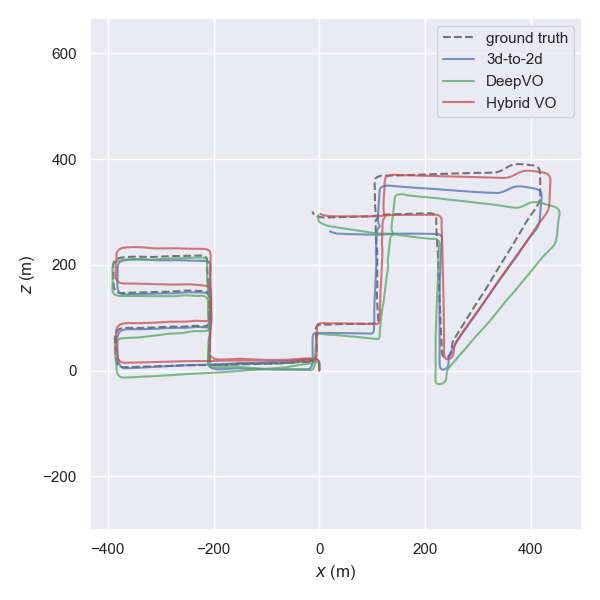 ground truth
3d-to-2d
DeepVO
Hybrid VO
600
400
200
0
−200
z (m)
−400
−200
0
200
400
x (m)